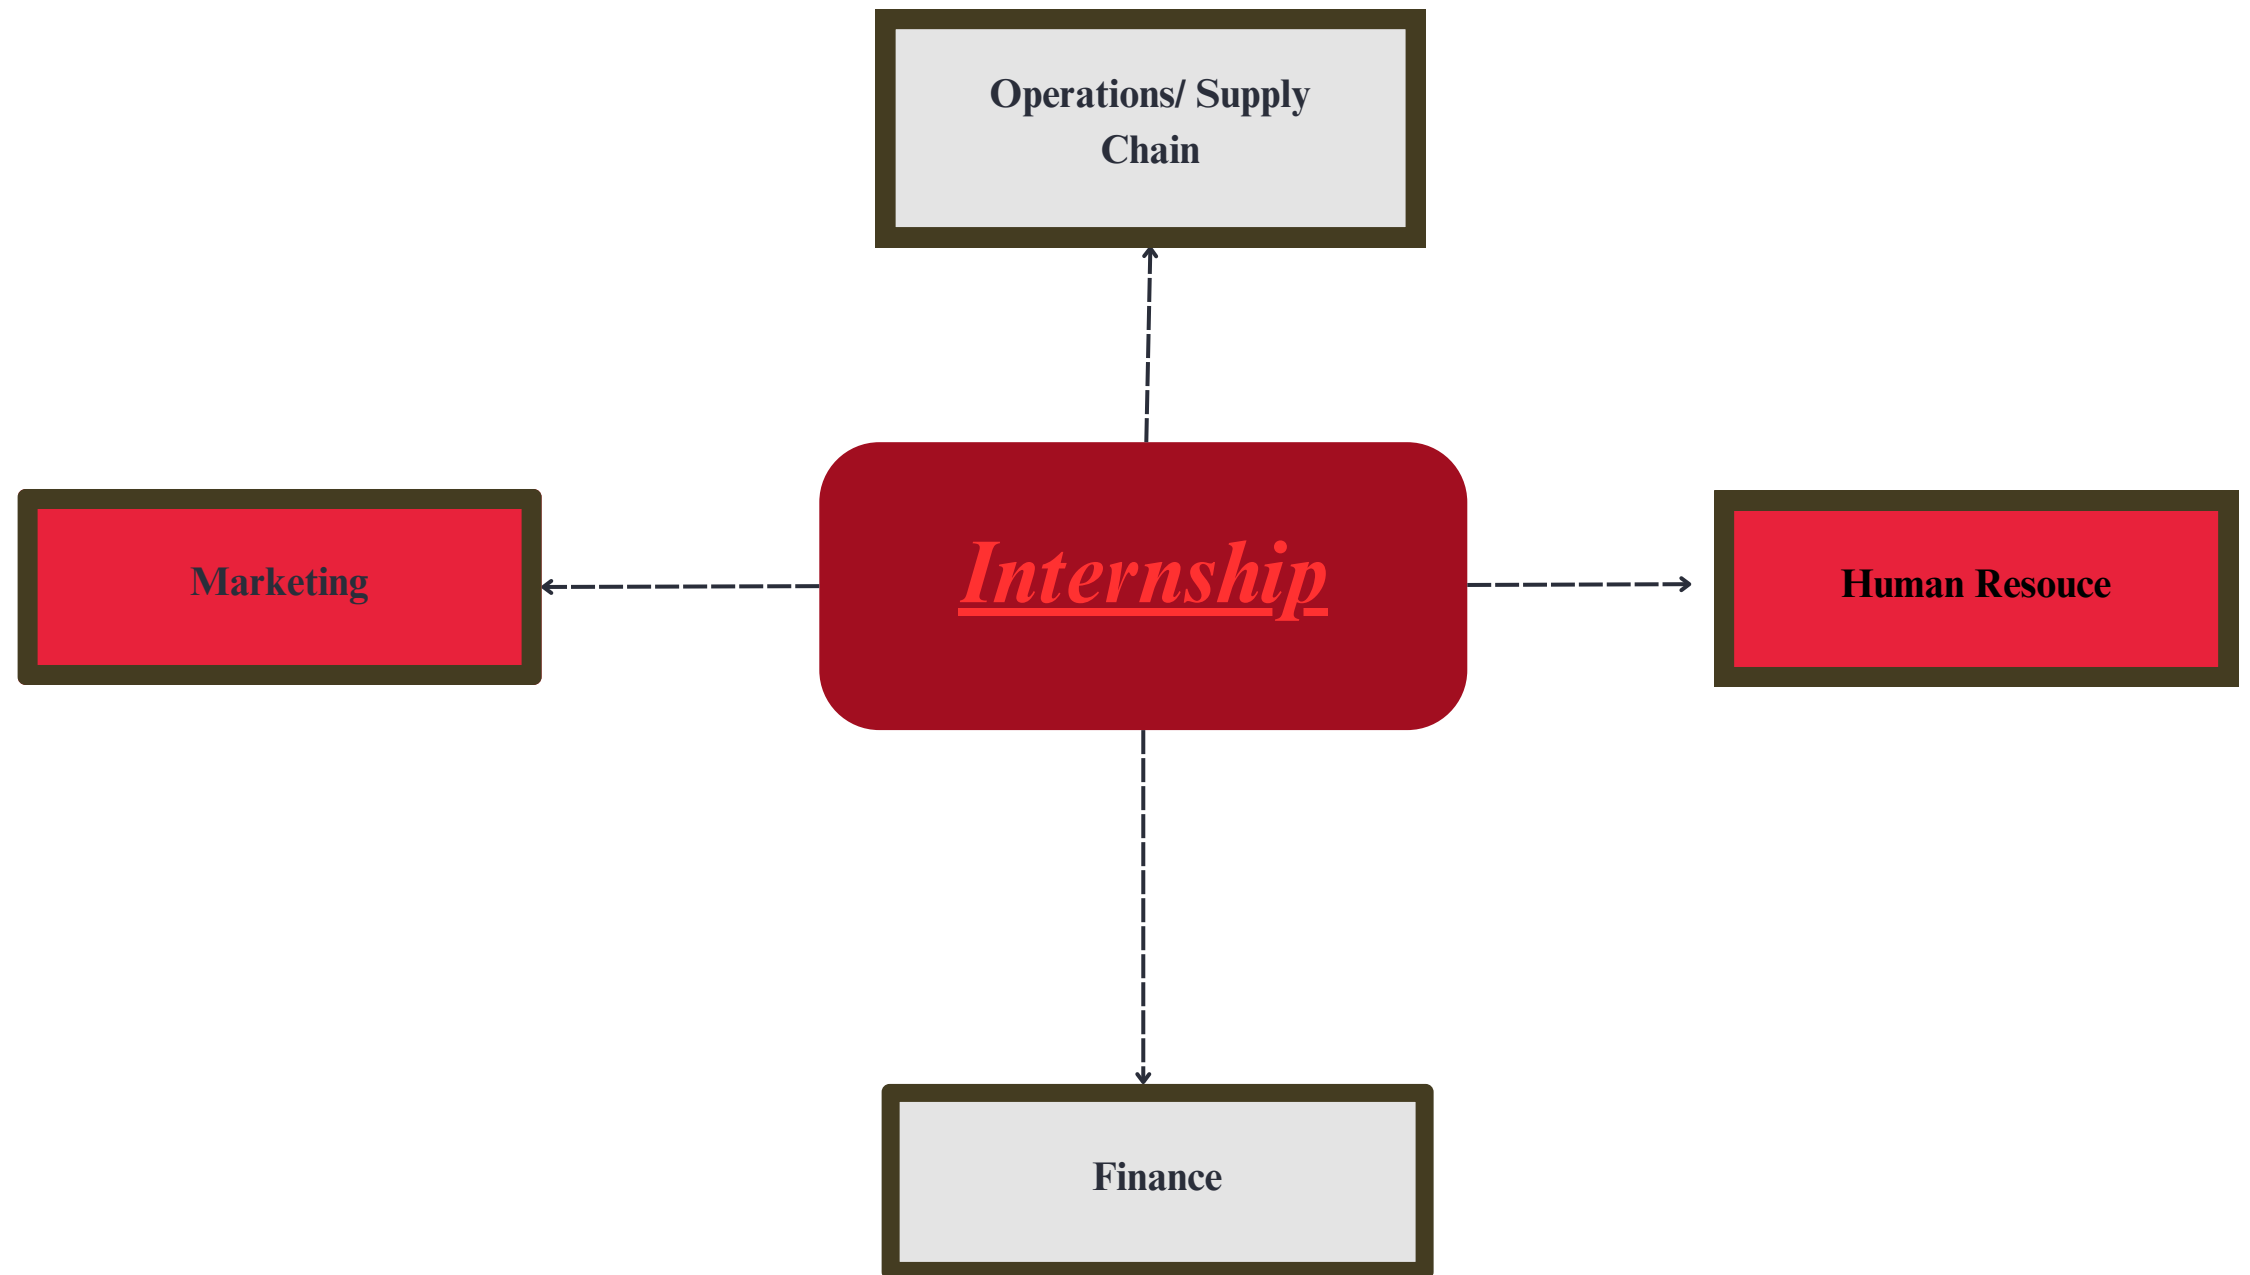 Operations/ Supply
Chain
Marketing
Internship
Human Resouce
Finance